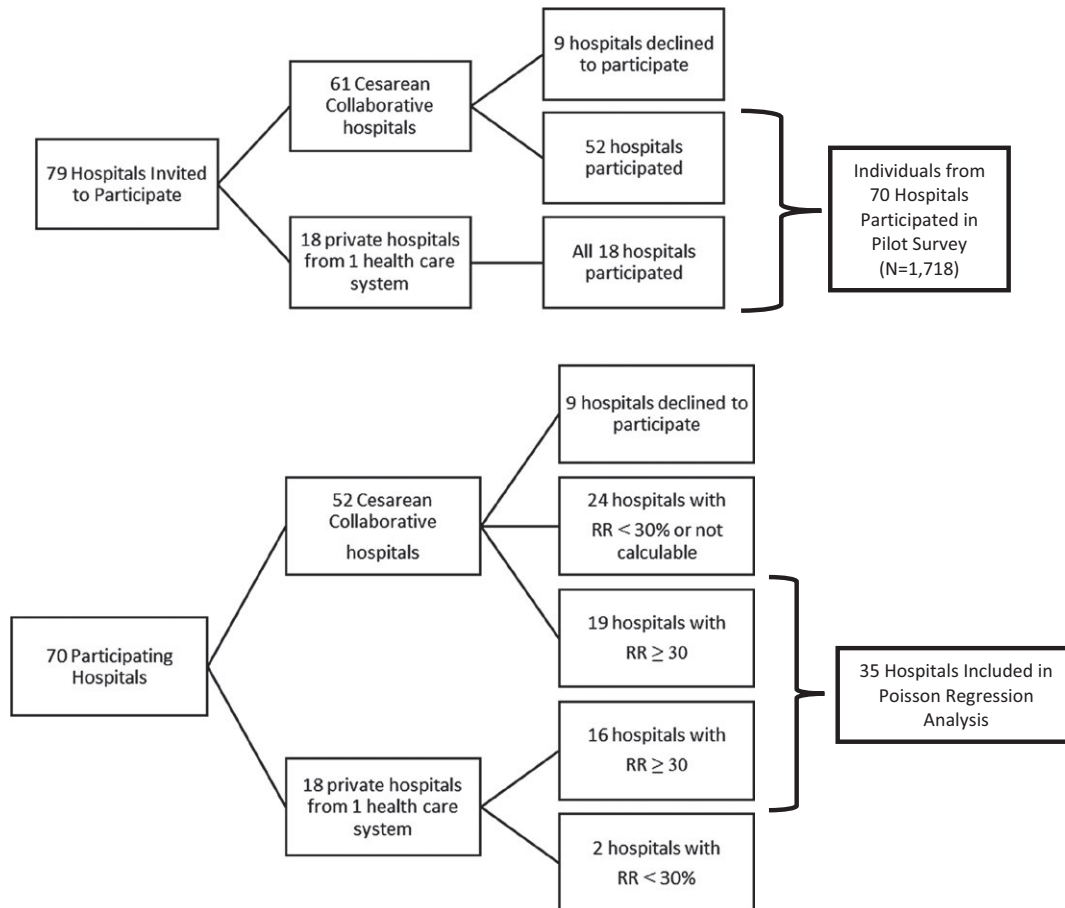 79 Hospitals Invited
to Participate
61 Cesarean
Collaborative
hospitals
18 private hospitals
from 1 health care
system
9 hospitals declined
to participate
52 hospitals
participated
All 18 hospitals
participated
Individuals from
70 Hospitals
Participated in
Pilot Survey
(N=1,718)
70 Participating
Hospitals
52 Cesarean
Collaborative
hospitals
18 private hospitals
from 1 health care
system
9 hospitals declined to
participate
24 hospitals with
RR < 30% or not
calculable
19 hospitals with
RR ≥ 30
16 hospitals with
RR ≥ 30
2 hospitals with
RR < 30%
35 Hospitals Included in
Poisson Regression
Analysis